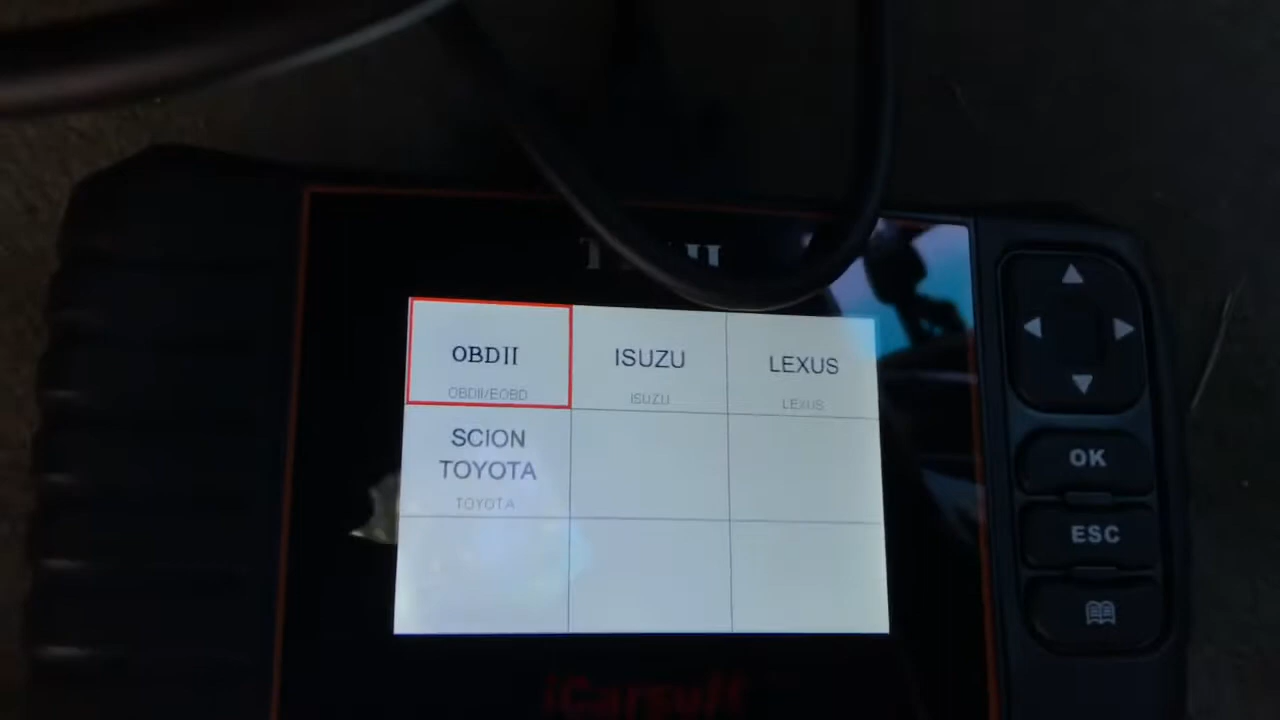 OBDII
OBDII/EOBD
ISUZU
ISUZU
LEXUS
LEXUS
SCION
TOYOTA
TOYOTA
OK
ESC
iCarsoft